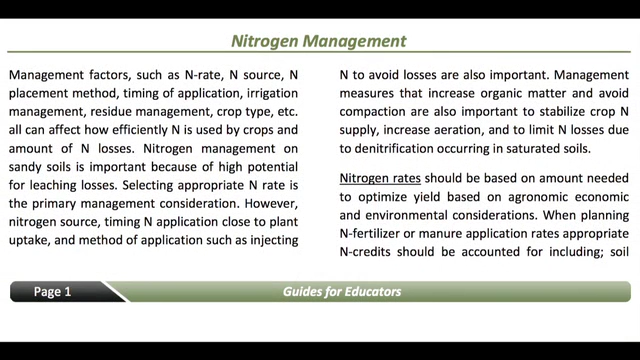 Nitrogen Management
Management factors, such as N-rate, N source, N
placement method, timing of application, irrigation
management, residue management, crop type, etc.
all can affect how efficiently N is used by crops and
amount of N losses. Nitrogen management on
sandy soils is important because of high potential
for leaching losses. Selecting appropriate N rate is
the primary management consideration. However,
nitrogen source, timing N application close to plant
uptake, and method of application such as injecting
N to avoid losses are also important. Management
measures that increase organic matter and avoid
compaction are also important to stabilize crop N
supply, increase aeration, and to limit N losses due
to denitrification occurring in saturated soils.
Nitrogen rates should be based on amount needed
to optimize yield based on agronomic economic
and environmental considerations. When planning
N-fertilizer or manure application rates appropriate
N-credits should be accounted for including; soil
Page 1
Guides for Educators